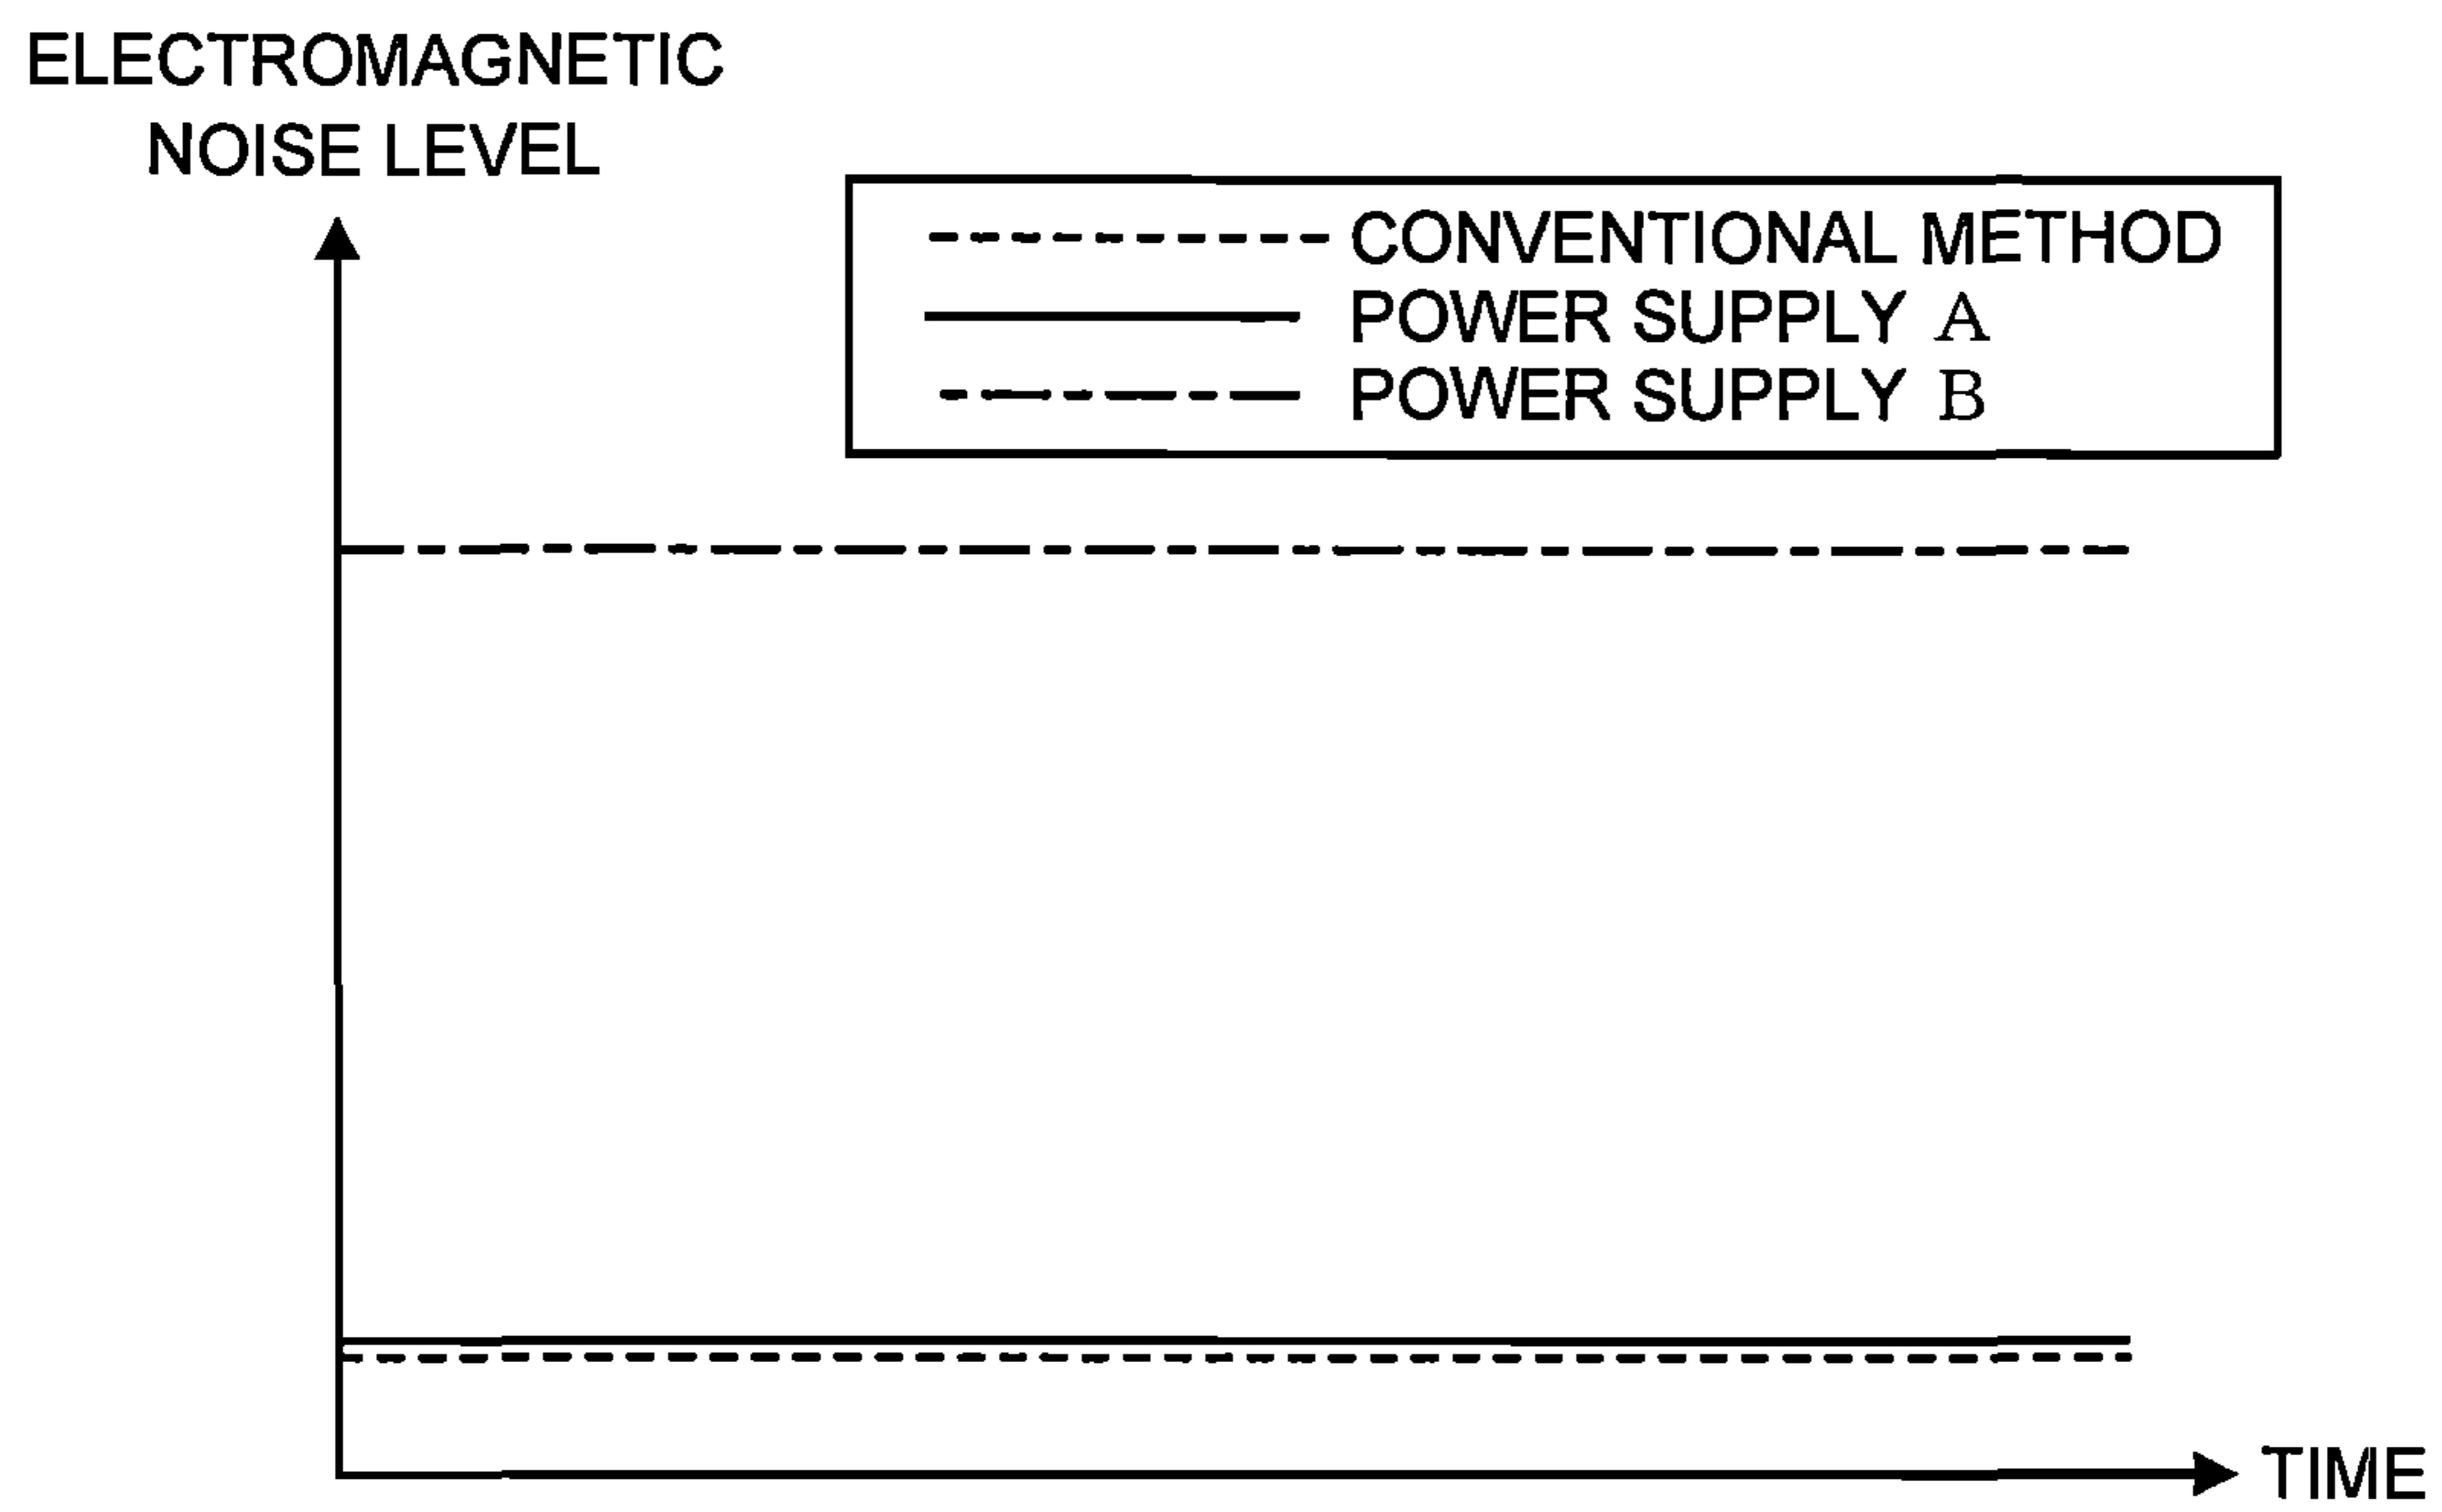 ELECTROMAGNETIC
NOISE LEVEL
CONVENTIONAL METHOD
POWER SUPPLY A
POWER SUPPLY B
TIME